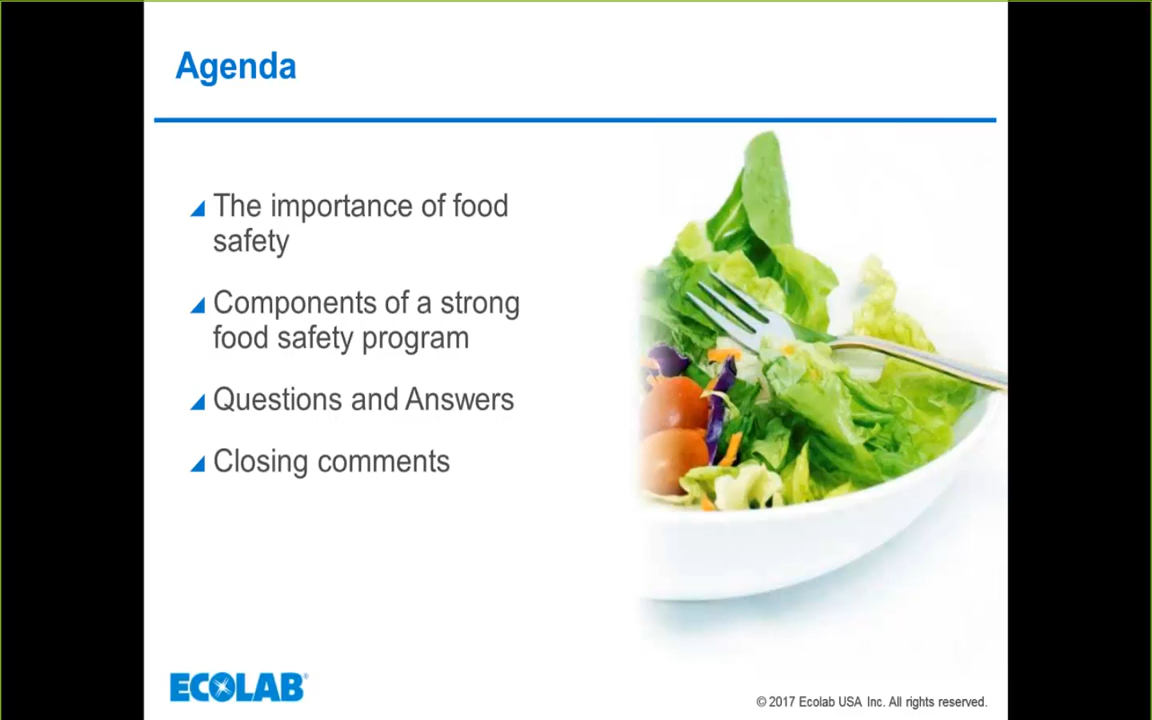 Agenda
The importance of food
safety
Components of a strong
food safety program
Questions and Answers
Closing comments
ECOLAB®
© 2017 Ecolab USA Inc. All rights reserved.